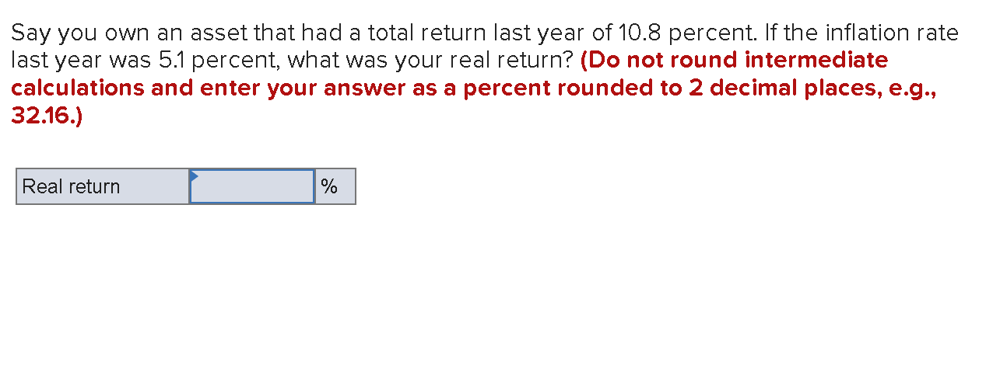 Say you own an asset that had a total return last year of 10.8 percent. If the inflation rate
last year was 5.1 percent, what was your real return? (Do not round intermediate
calculations and enter your answer as a percent rounded to 2 decimal places, e.g.,
32.16.)
Real return %